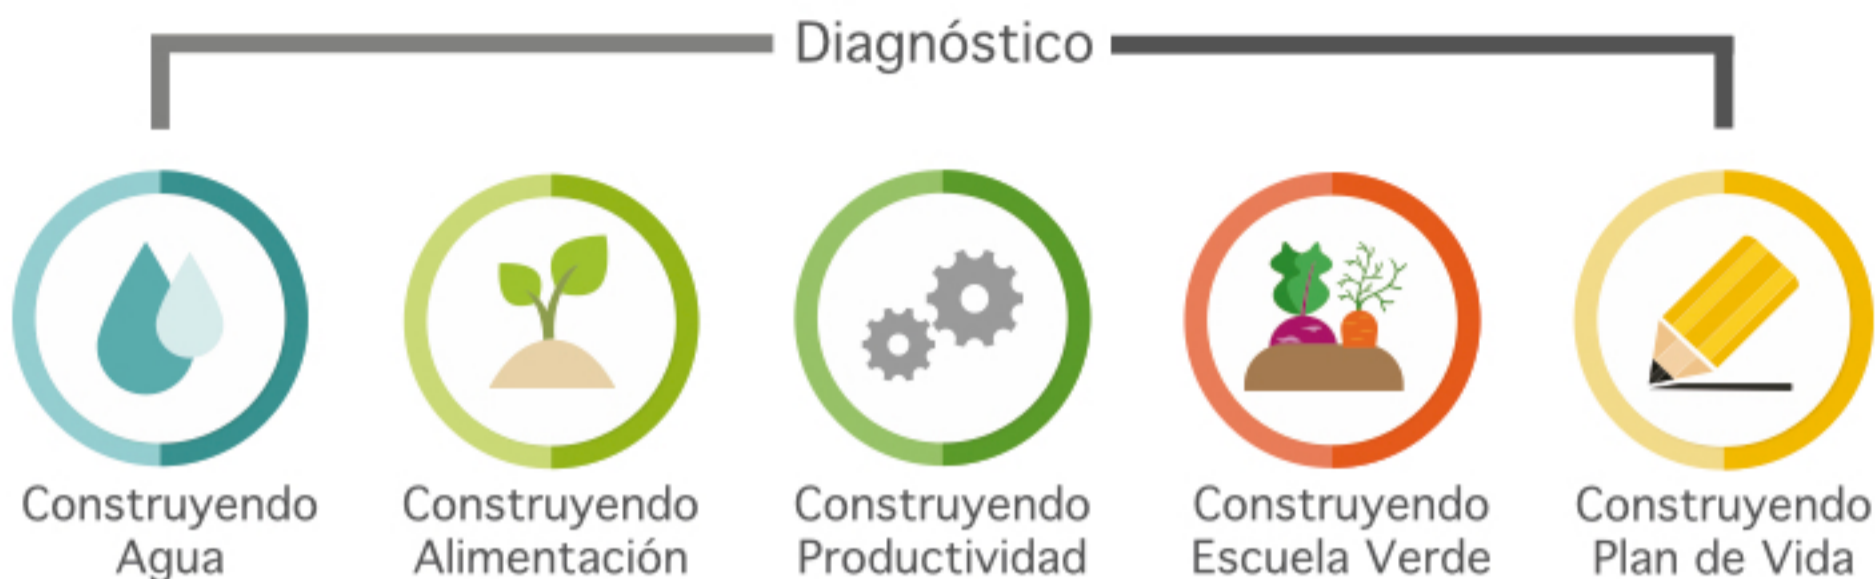 Diagnóstico
Construyendo
Agua
Construyendo
Alimentación
Construyendo
Productividad
Construyendo
Escuela Verde
Construyendo
Plan de Vida